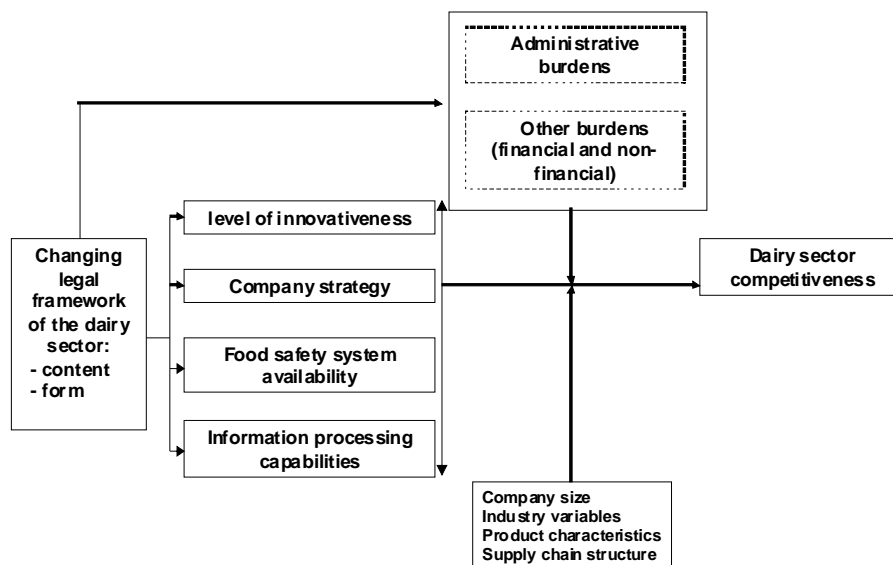 Administrative
burdens
Other burdens
(financial and non-
financial)
level of innovativeness
Changing
legal
framework
of the dairy
sector:
- content
- form
Company strategy
Dairy sector
competitiveness
Food safety system
availability
Information processing
capabilities
Company size
Industry variables
Product characteristics
Supply chain structure